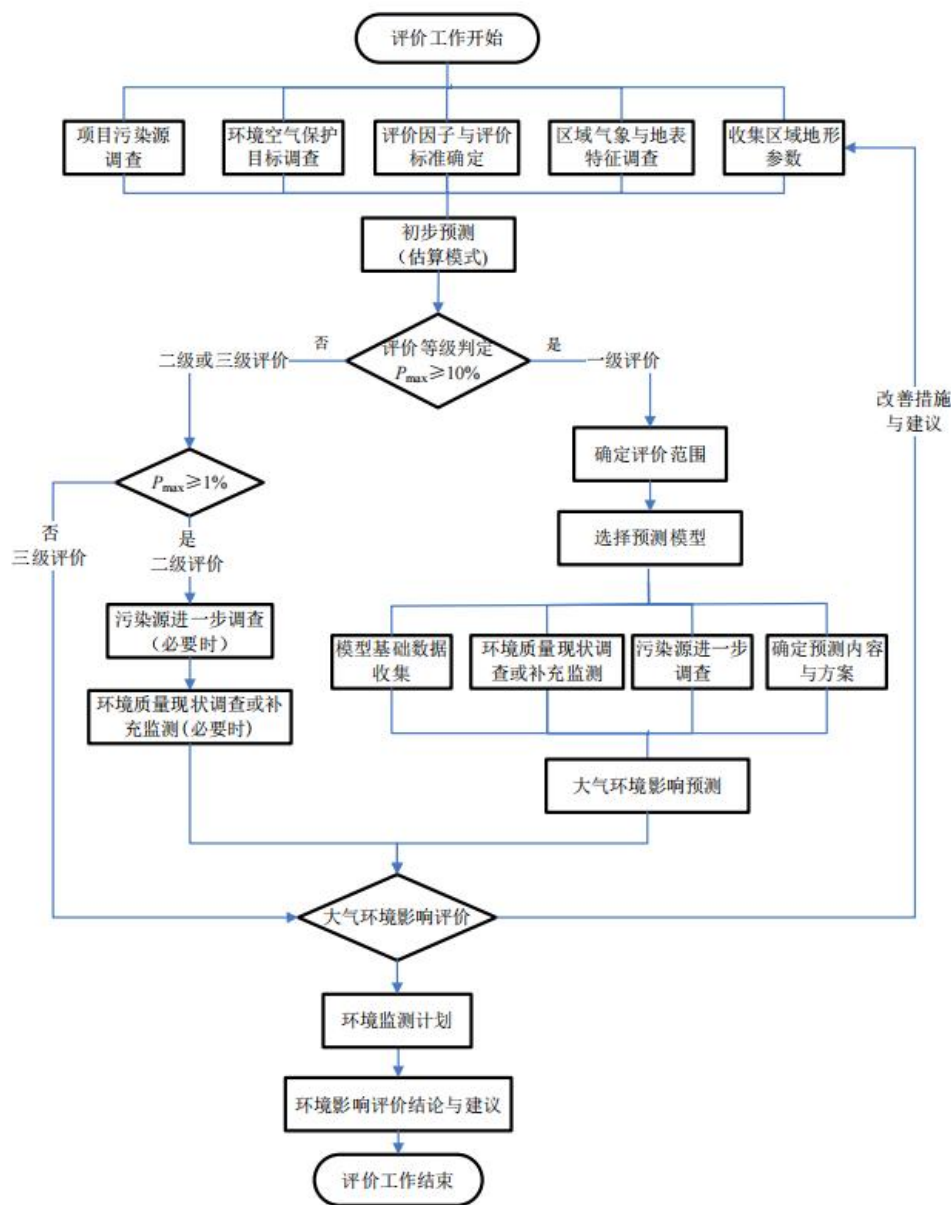 评价工作开始
项目污染源
调查
环境空气保护
目标调查
评价因子与评价
标准确定
区域气象与地表
特征调查
收集区域地形
参数
初步预测
（估算模式)
否
评价等级判定
Pmax≥10%
是
二级或三级评价
一级评价
改善措施
与建议
确定评价范围
Pmax≥1%
选择预测模型
否
三级评价
是
二级评价
污染源进一步调查
（必要时）
环境质量现状调查或补
充监测(必要时)
模型基础数据
收集
环境质量现状调
查或补充监测
污染源进一步
调查
确定预测内容
与方案
大气环境影响预测
大气环境影响评价
环境监测计划
环境影响评价结论与建议
评价工作结束